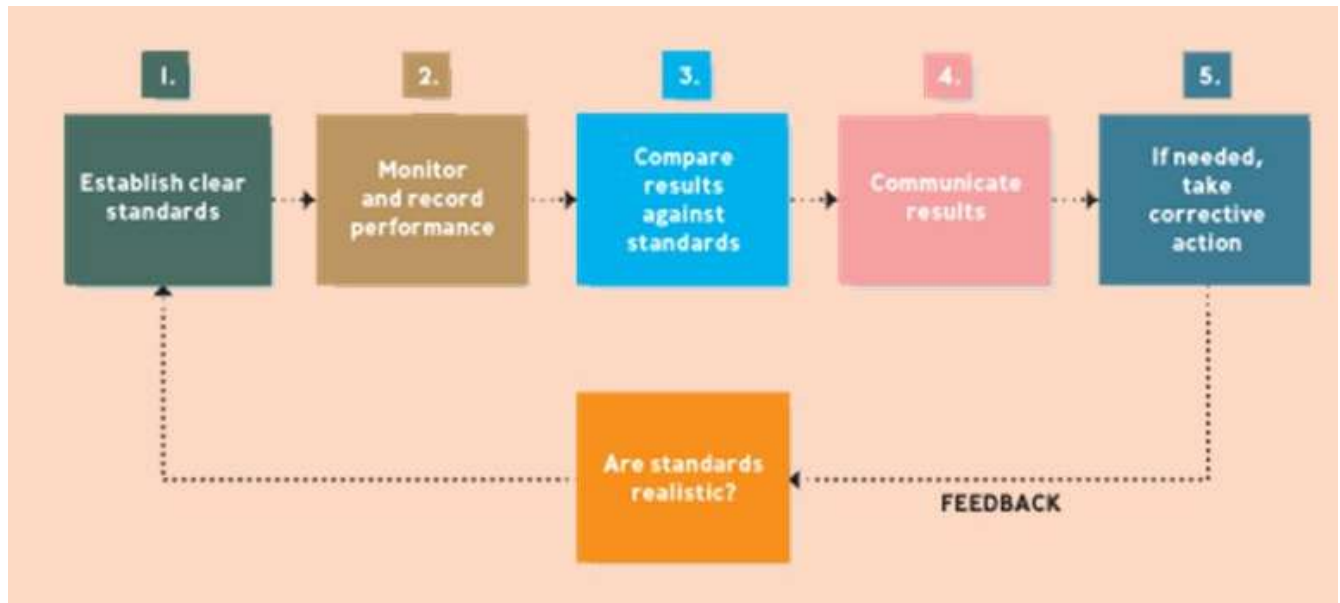 1.
2.
3.
4.
5.
Establish clear
standards
Monitor
and record
performance
Compare
results
against
standards
Communicate
results
If needed,
take
corrective
action
Are standards
realistic?
FEEDBACK